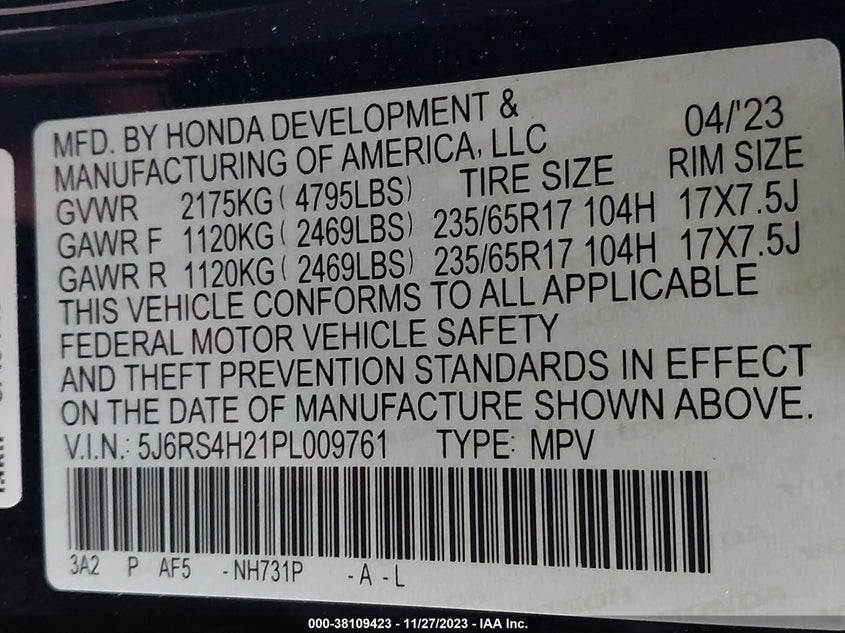 MFD. BY HONDA DEVELOPMENT & 04/'23
MANUFACTURING OF AMERICA, LLC
TIRE SIZE RIM SIZE
GVWR 2175KG ( 4795LBS)
GAWR F 1120KG ( 2469LBS) 235/65R17 104H 17X7.5J
GAWR R 1120KG ( 2469LBS) 235/65R17 104H 17X7.5J
THIS VEHICLE CONFORMS TO ALL APPLICABLE
FEDERAL MOTOR VEHICLE SAFETY
AND THEFT PREVENTION STANDARDS IN EFFECT
ON THE DATE OF MANUFACTURE SHOWN ABOVE.
V.I.N.: 5J6RS4H21PL009761 TYPE: MPV
3A2 P AF5 -NH731P -A -L
000-38109423 - 11/27/2023 - IAA Inc.